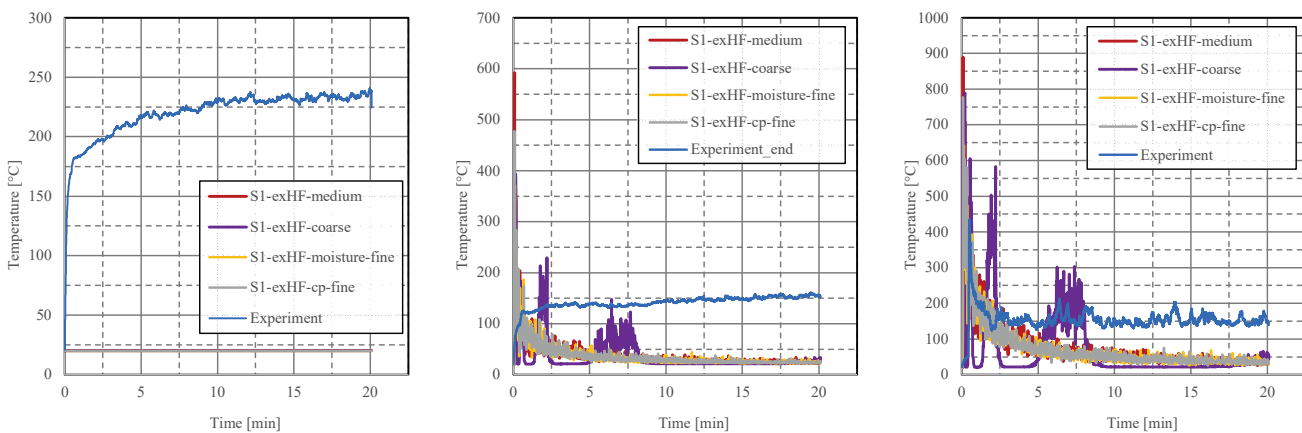 300
250
200
150
100
50
0
Temperature [°C]
S1-exHF-medium
S1-exHF-coarse
S1-exHF-moisture-fine
S1-exHF-cp-fine
Experiment
0 5 10 15 20
Time [min]
700
600
500
400
300
200
100
0
Temperature [°C]
S1-exHF-medium
S1-exHF-coarse
S1-exHF-moisture-fine
S1-exHF-cp-fine
Experiment_end
0 5 10 15 20
Time [min]
1000
900
800
700
600
500
400
300
200
100
0
Temperature [°C]
S1-exHF-medium
S1-exHF-coarse
S1-exHF-moisture-fine
S1-exHF-cp-fine
Experiment
0 5 10 15 20
Time [min]